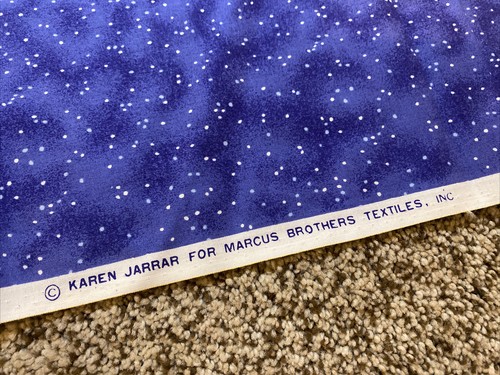 © KAREN JARRAR FOR MARCUS BROTHERS TEXTILES, INC